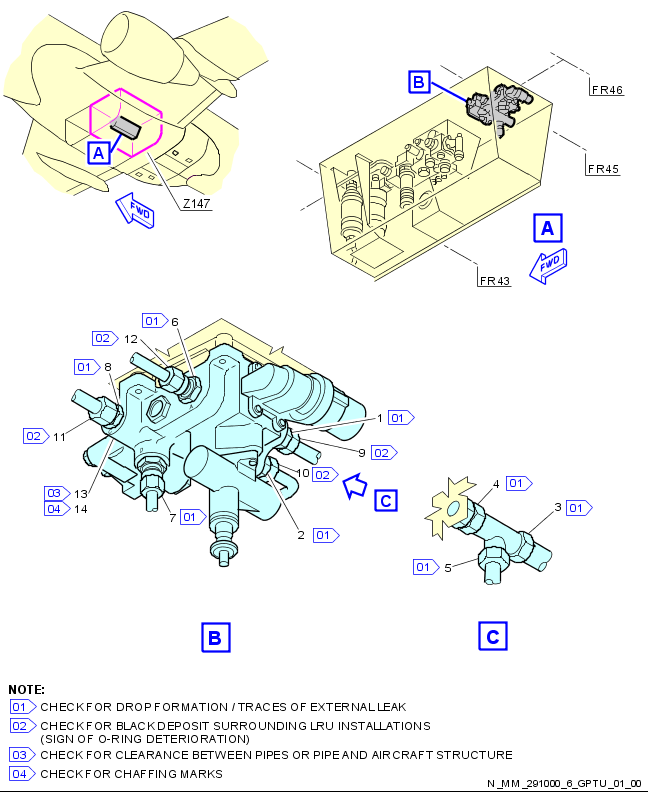 A
FWD
Z147
B
FR46
FR45
A
FWD
FR43
01 6
02 12
01 8
02 11
03 13
04 14
7 01
1 01
9 02
10 02
C
2 01
4 01
3 01
01 5
B
C
NOTE:
01 CHECK FOR DROP FORMATION / TRACES OF EXTERNAL LEAK
02 CHECK FOR BLACK DEPOSIT SURROUNDING LRU INSTALLATIONS
(SIGN OF O-RING DETERIORATION)
03 CHECK FOR CLEARANCE BETWEEN PIPES OR PIPE AND AIRCRAFT STRUCTURE
04 CHECK FOR CHAFFING MARKS
N_MM_291000_6_GPTU_01_00